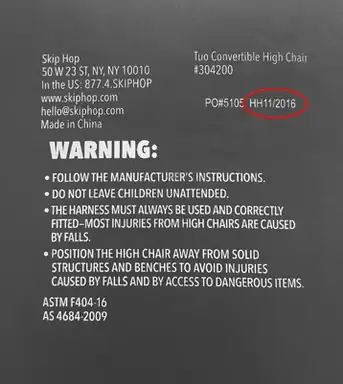 Skip Hop
50 W 23 ST, NY, NY 10010
In the US: 877.4.SKIPHOP
www.skiphop.com
hello@skiphop.com
Made in China
Tuo Convertible High Chair
#304200
PO#5105 HH11/2016
WARNING:
• FOLLOW THE MANUFACTURER'S INSTRUCTIONS.
• DO NOT LEAVE CHILDREN UNATTENDED.
• THE HARNESS MUST ALWAYS BE USED AND CORRECTLY
FITTED–MOST INJURIES FROM HIGH CHAIRS ARE CAUSED
BY FALLS.
• POSITION THE HIGH CHAIR AWAY FROM SOLID
STRUCTURES AND BENCHES TO AVOID INJURIES
CAUSED BY FALLS AND BY ACCESS TO DANGEROUS ITEMS.
ASTM F404-16
AS 4684-2009